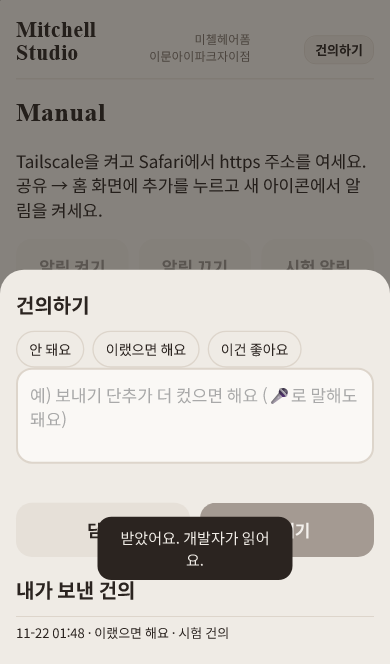 Mitchell
Studio
미첼헤어품
이문아이파크자이점
건의하기
Manual
Tailscale을 켜고 Safari에서 https 주소를 여세요.
공유 → 홈 화면에 추가를 누르고 새 아이콘에서 알
림을 켜세요.
알림 켜기
알림 끄기
시험 알림
건의하기
안 돼요
이랬으면 해요
이건 좋아요
예) 보내기 단추가 더 컸으면 해요 (🎤로 말해도
돼요)
받았어요. 개발자가 읽어
요.
내가 보낸 건의
11-22 01:48 · 이랬으면 해요 · 시험 건의